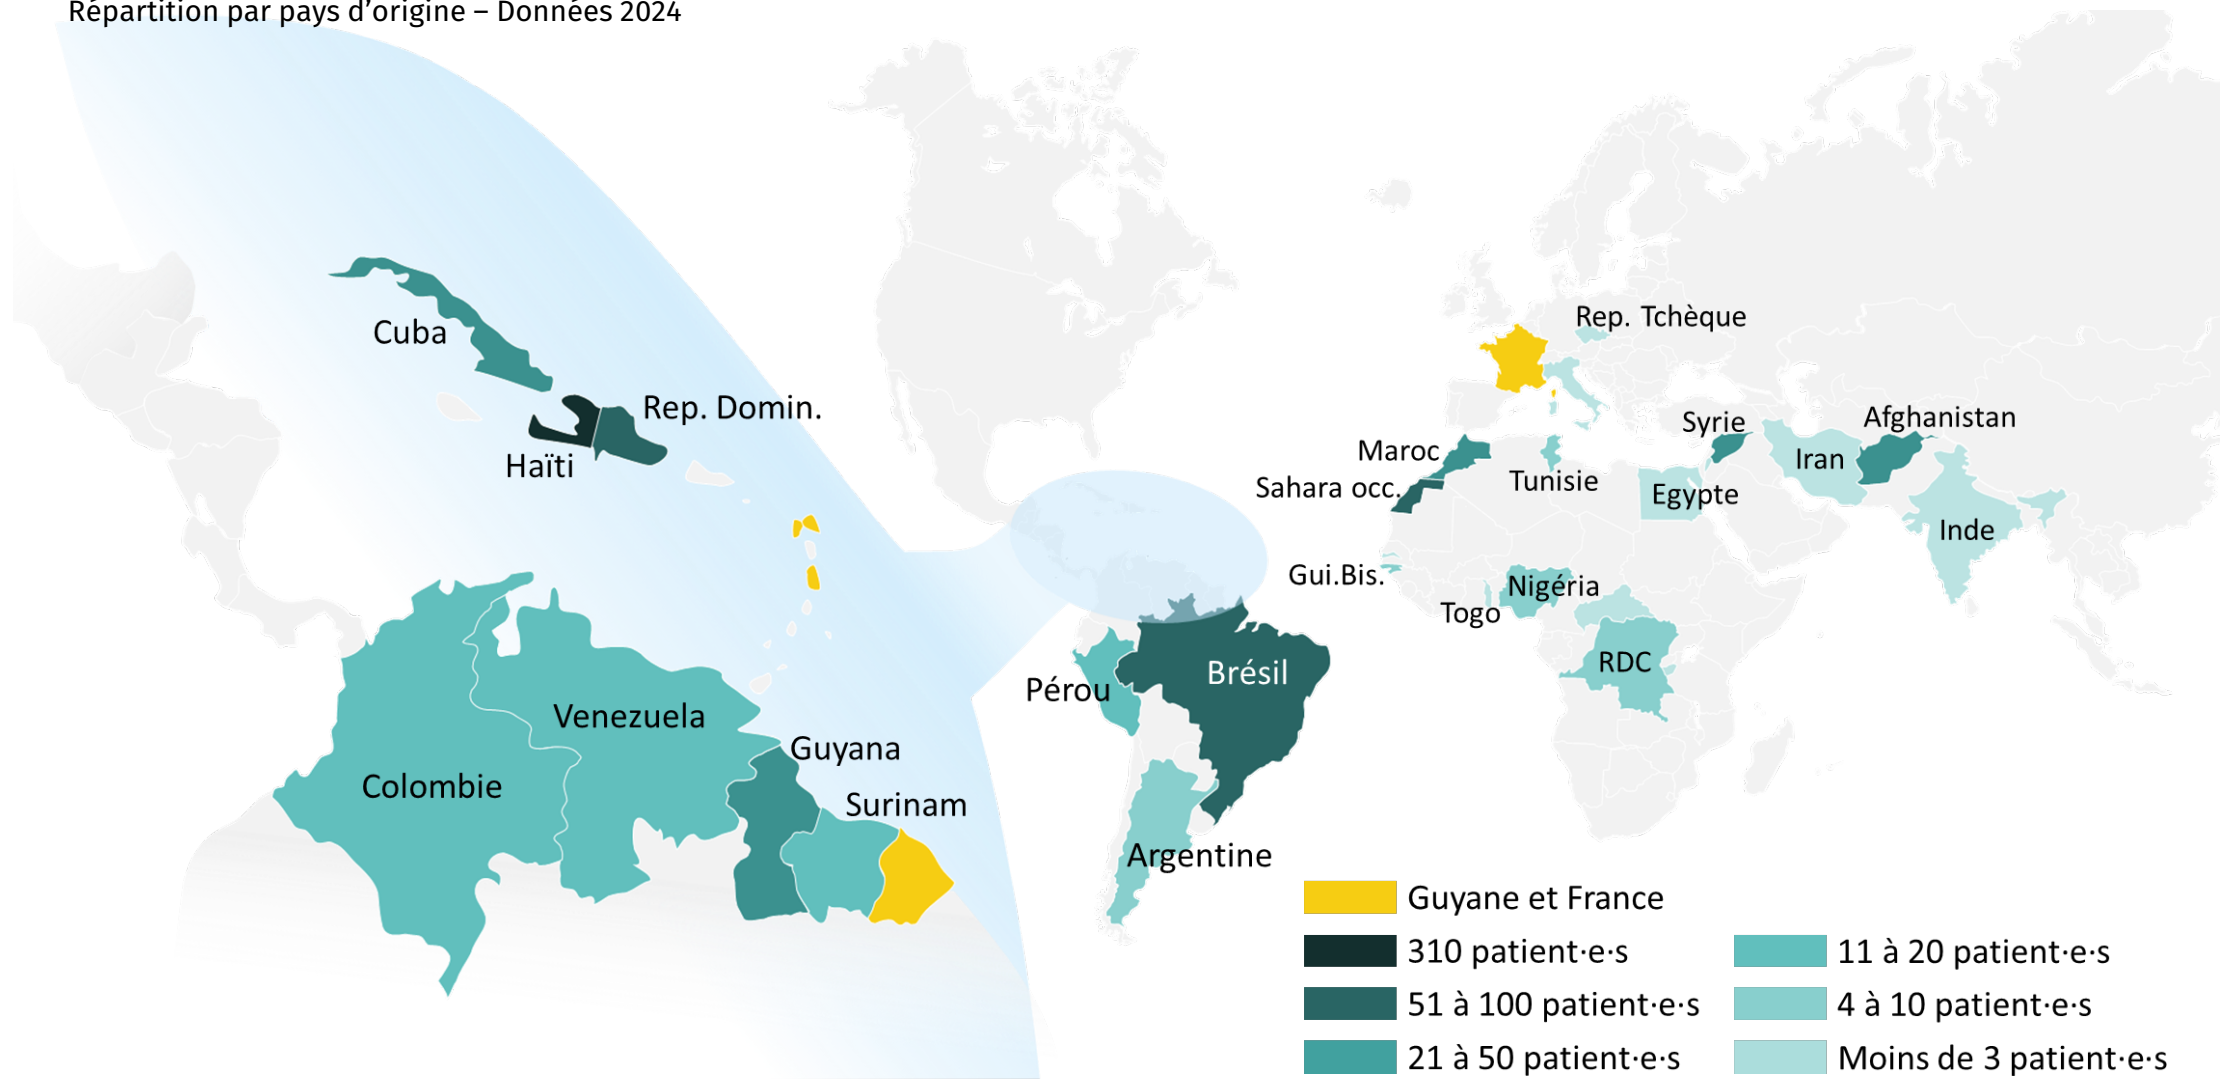 Répartition par pays d'origine – Données 2024
Cuba
Rep. Domin.
Haïti
Venezuela
Colombie
Guyana
Surinam
Rep. Tchèque
Syrie
Afghanistan
Maroc
Iran
Sahara occ.
Tunisie
Egypte
Inde
Gui.Bis.
Nigéria
Togo
RDC
Pérou
Brésil
Argentine
Guyane et France
310 patient·e·s
51 à 100 patient·e·s
21 à 50 patient·e·s
11 à 20 patient·e·s
4 à 10 patient·e·s
Moins de 3 patient·e·s